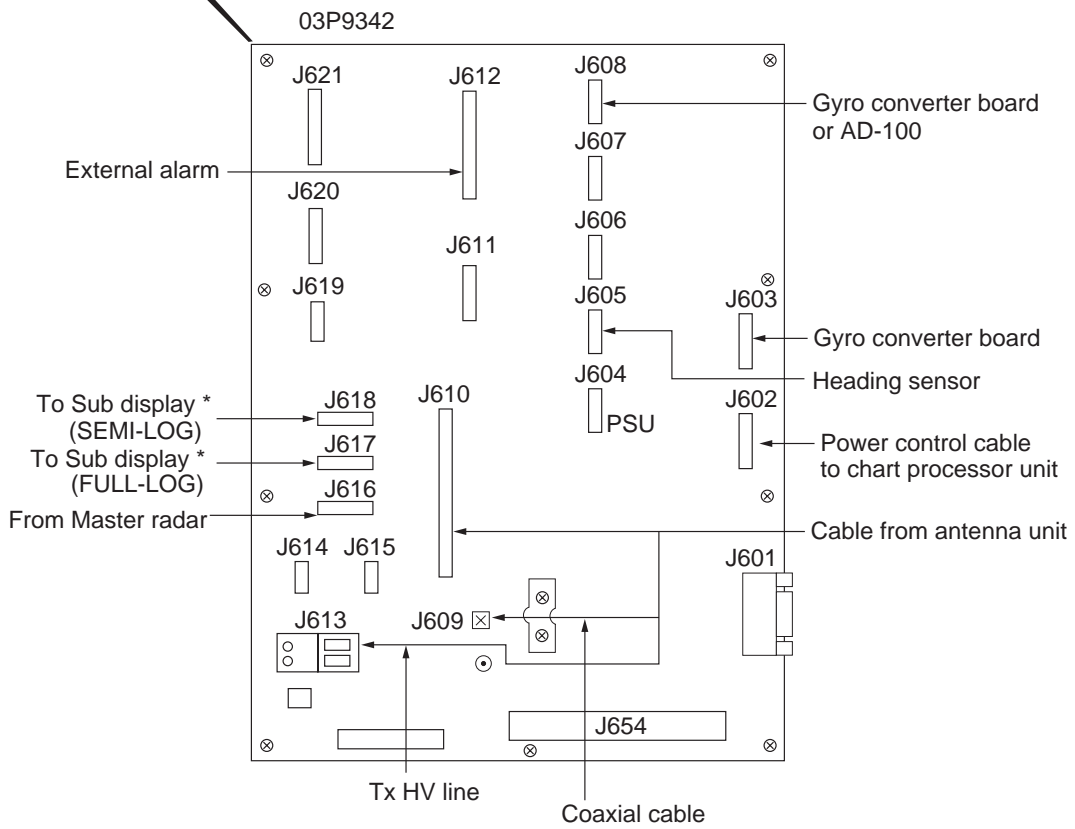 03P9342
J621
J612
J608
Gyro converter board
or AD-100
J607
External alarm
J620
J606
J611
J619
J605
J603
Gyro converter board
Heading sensor
J604
PSU
J610
J602
To Sub display *
(SEMI-LOG)
J618
Power control cable
to chart processor unit
To Sub display *
(FULL-LOG)
J617
From Master radar
J616
Cable from antenna unit
J614
J615
J601
J613
J609
J654
Tx HV line
Coaxial cable